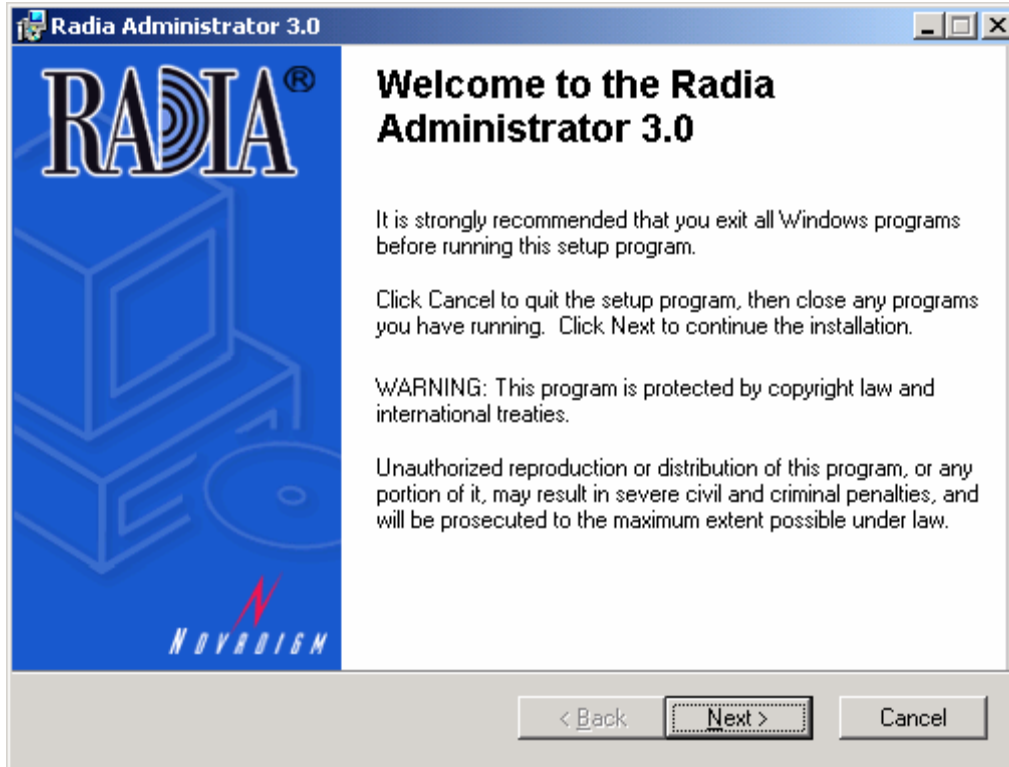 Radia Administrator 3.0
RADIA®
Welcome to the Radia
Administrator 3.0
It is strongly recommended that you exit all Windows programs
before running this setup program.
Click Cancel to quit the setup program, then close any programs
you have running.  Click Next to continue the installation.
WARNING: This program is protected by copyright law and
international treaties.
Unauthorized reproduction or distribution of this program, or any
portion of it, may result in severe civil and criminal penalties, and
will be prosecuted to the maximum extent possible under law.
NOVADIGM
< Back
Next >
Cancel